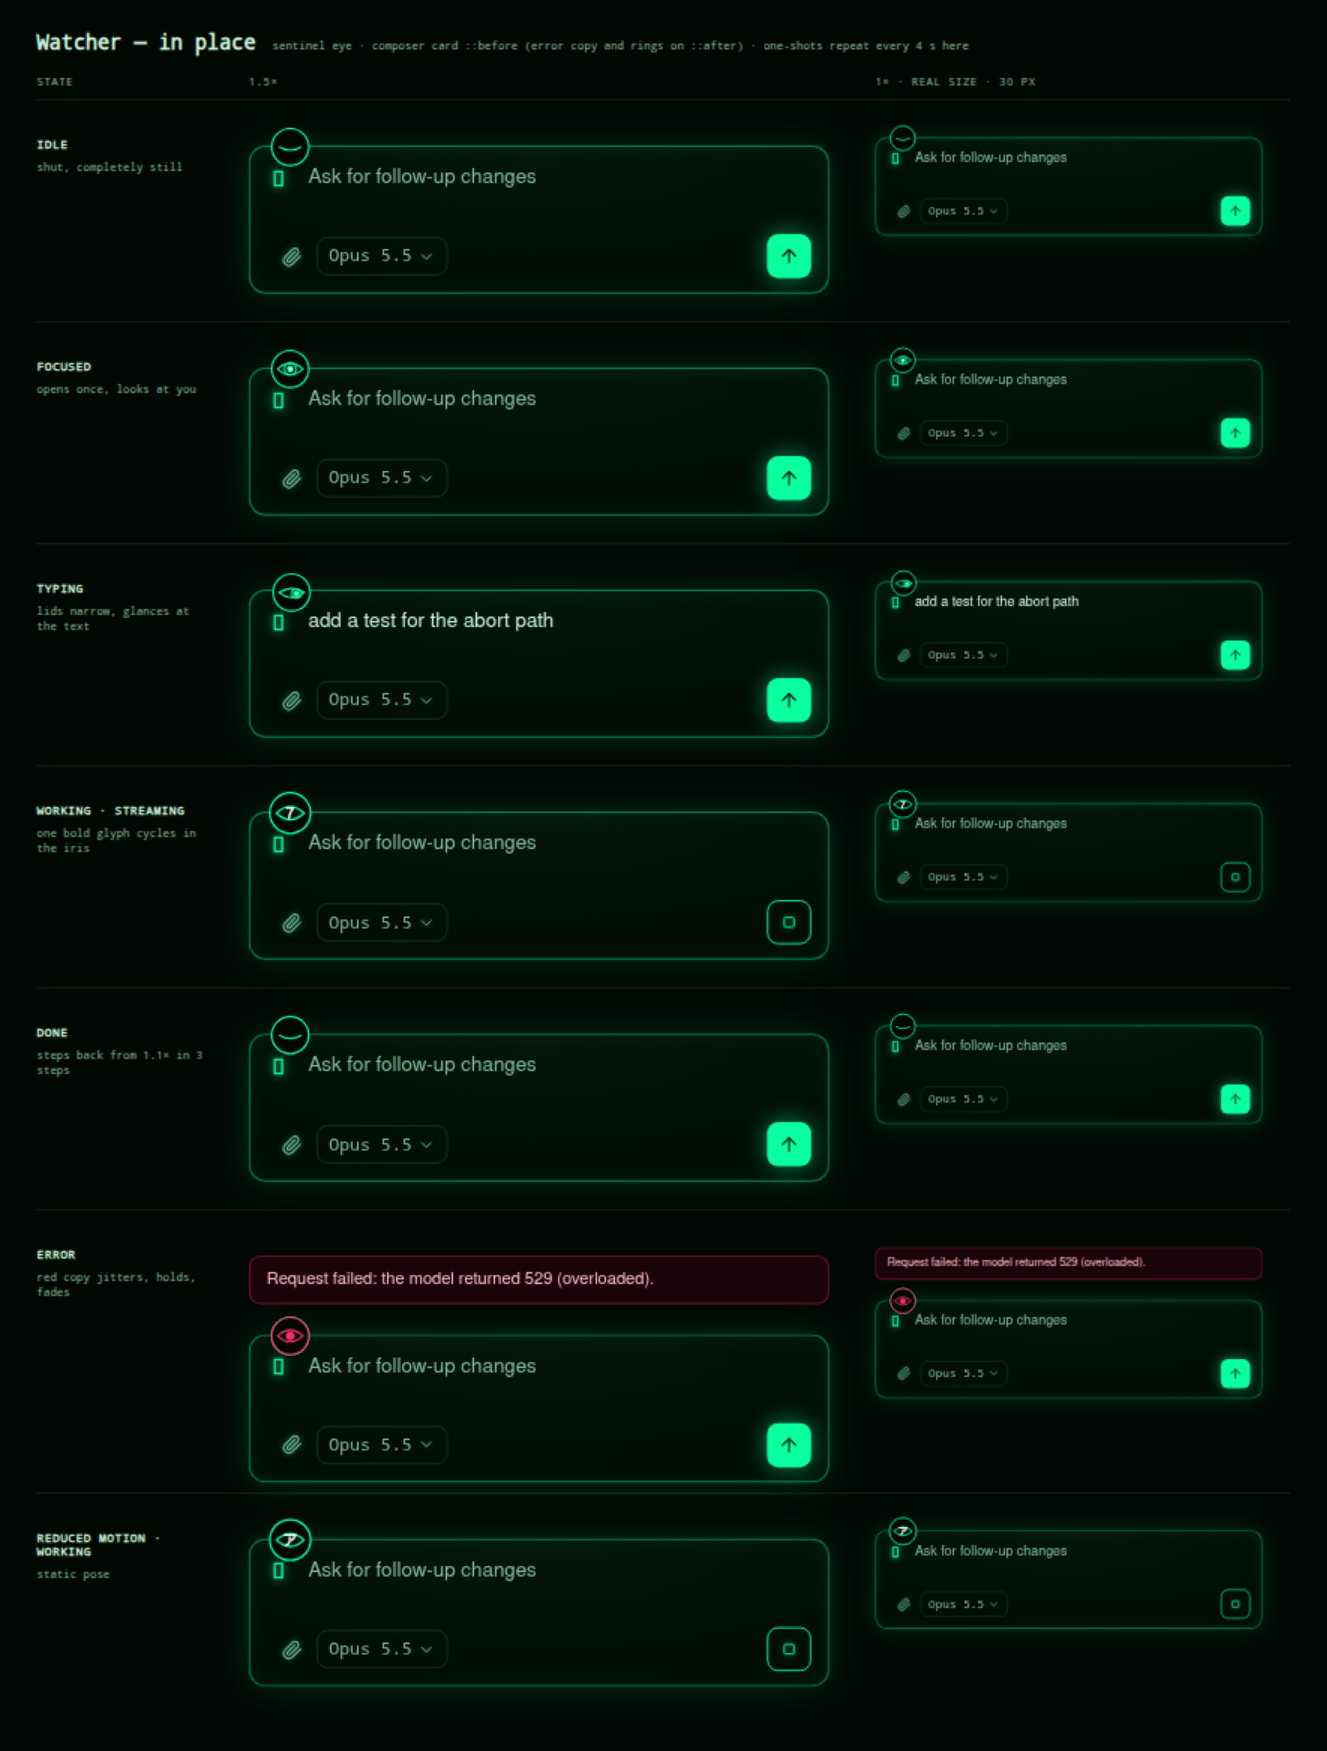 Watcher — in place sentinel eye · composer card ::before (error copy and rings on ::after) · one-shots repeat every 4 s here
STATE 1.5× 1× · REAL SIZE · 30 PX
IDLE
shut, completely still
Ask for follow-up changes
Opus 5.5
Ask for follow-up changes
Opus 5.5
FOCUSED
opens once, looks at you
Ask for follow-up changes
Opus 5.5
Ask for follow-up changes
Opus 5.5
TYPING
lids narrow, glances at
the text
add a test for the abort path
Opus 5.5
add a test for the abort path
Opus 5.5
WORKING · STREAMING
one bold glyph cycles in
the iris
7
Ask for follow-up changes
Opus 5.5
Ask for follow-up changes
Opus 5.5
DONE
steps back from 1.1× in 3
steps
Ask for follow-up changes
Opus 5.5
Ask for follow-up changes
Opus 5.5
ERROR
red copy jitters, holds,
fades
Request failed: the model returned 529 (overloaded).
Ask for follow-up changes
Opus 5.5
Request failed: the model returned 529 (overloaded).
Ask for follow-up changes
Opus 5.5
REDUCED MOTION ·
WORKING
static pose
Ask for follow-up changes
Opus 5.5
Ask for follow-up changes
Opus 5.5